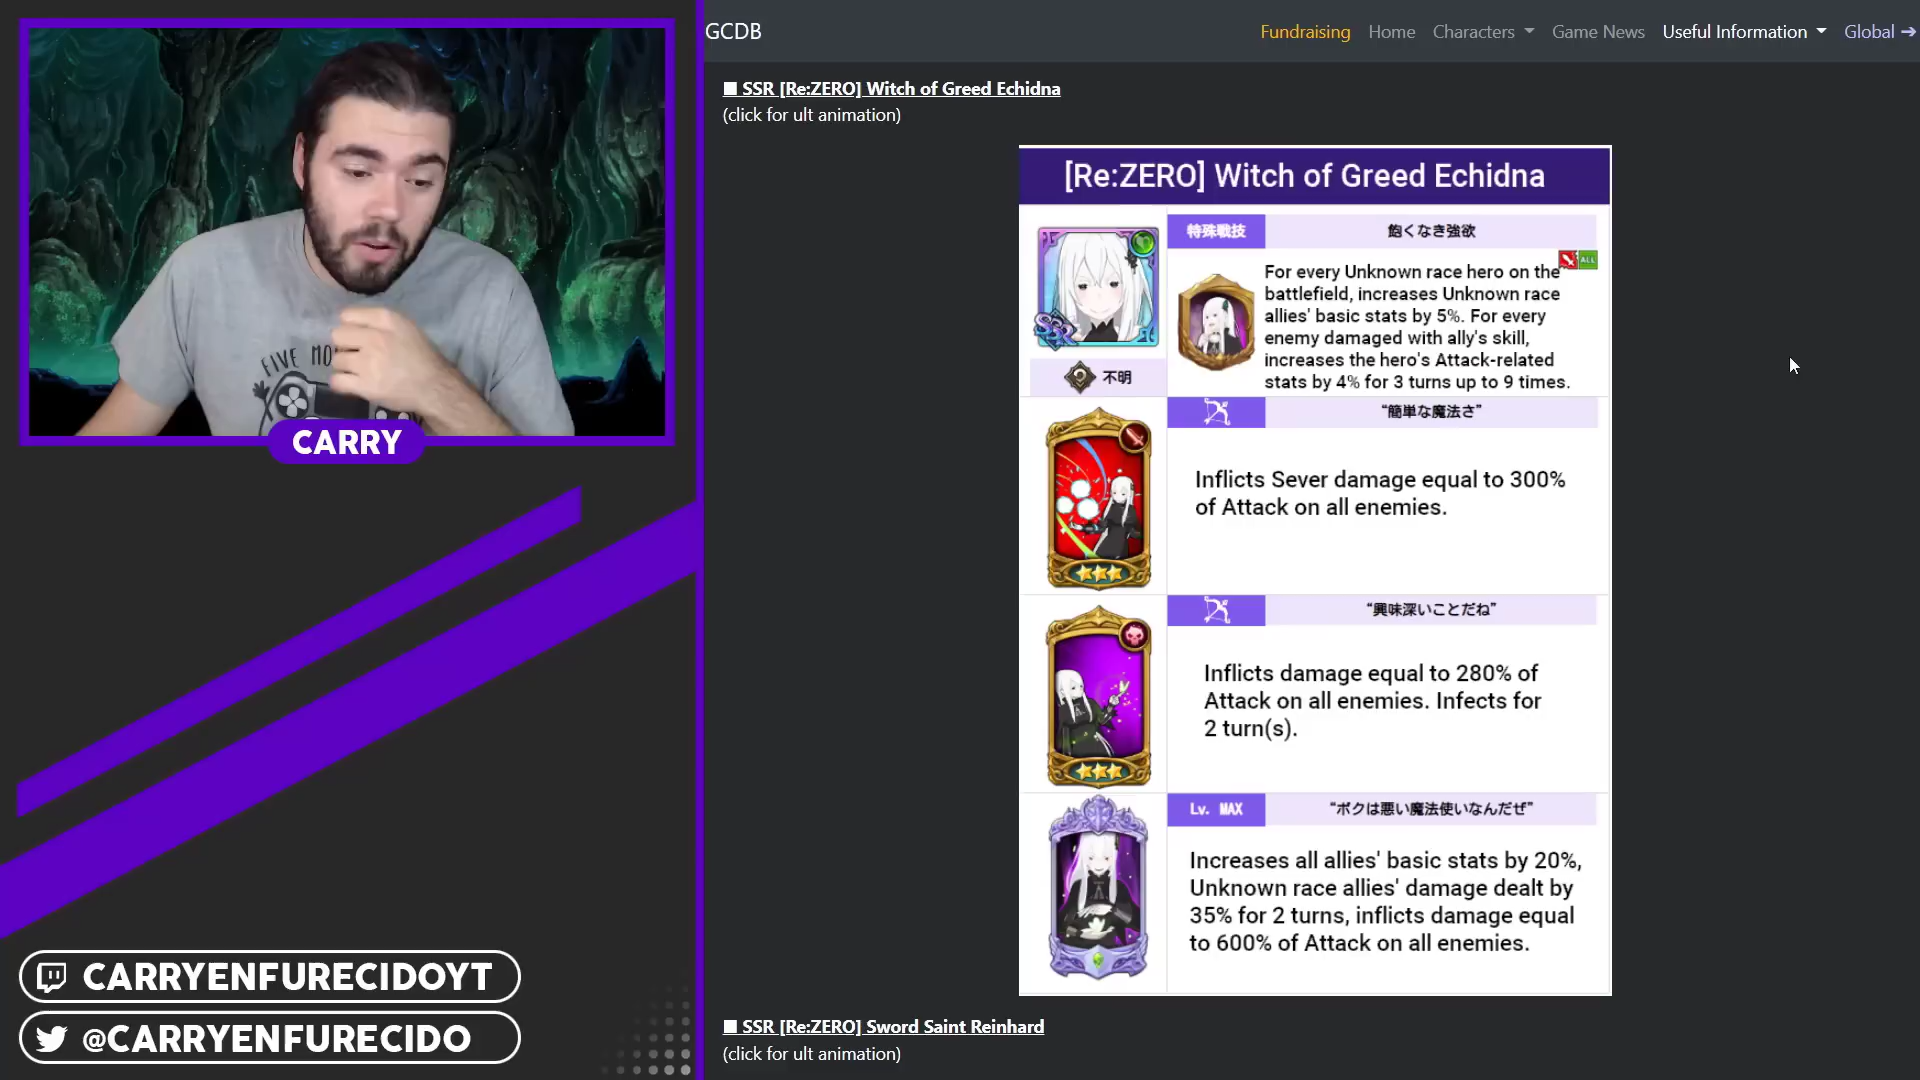 GCDB
Fundraising Home Characters Game News Useful Information Global
■ SSR [Re:ZERO] Witch of Greed Echidna
(click for ult animation)
[Re:ZERO] Witch of Greed Echidna
特殊戦技
飽くなき強欲
ALL
For every Unknown race hero on the
battlefield, increases Unknown race
allies' basic stats by 5%. For every
enemy damaged with ally's skill,
increases the hero's Attack-related
stats by 4% for 3 turns up to 9 times.
SSR
不明
“簡単な魔法さ”
Inflicts Sever damage equal to 300%
of Attack on all enemies.
“興味深いことだね”
Inflicts damage equal to 280% of
Attack on all enemies. Infects for
2 turn(s).
Lv. MAX
“ボクは悪い魔法使いなんだぜ”
Increases all allies' basic stats by 20%,
Unknown race allies' damage dealt by
35% for 2 turns, inflicts damage equal
to 600% of Attack on all enemies.
■ SSR [Re:ZERO] Sword Saint Reinhard
(click for ult animation)
FIVE MO
CARRY
CARRYENFURECIDOYT
@CARRYENFURECIDO